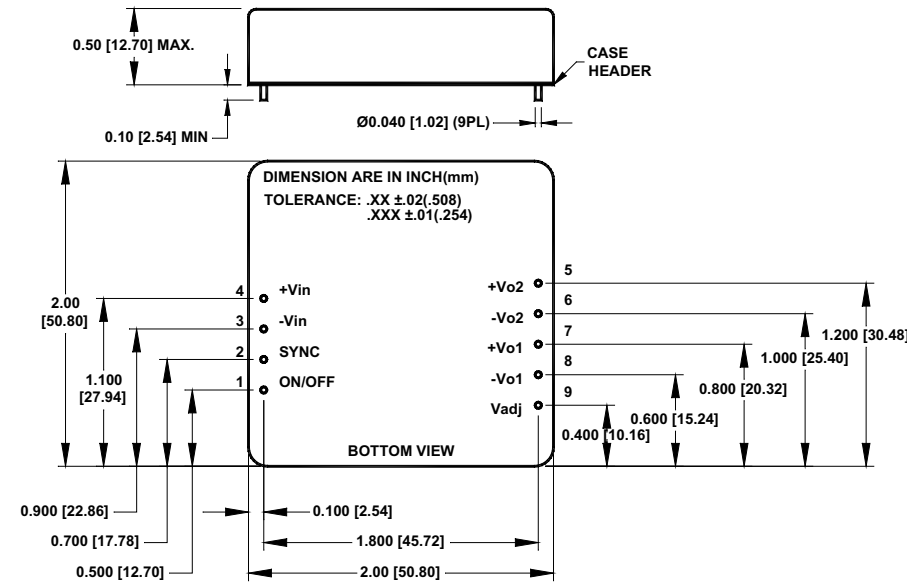 0.50 [12.70] MAX.
CASE
HEADER
0.10 [2.54] MIN
Ø0.040 [1.02] (9PL)
DIMENSION ARE IN INCH(mm)
TOLERANCE: .XX ±.02(.508)
.XXX ±.01(.254)
2.00
[50.80]
1.100
[27.94]
4 +Vin
3 -Vin
2 SYNC
1 ON/OFF
+Vo2 5
-Vo2 6
+Vo1 7
-Vo1 8
Vadj 9
1.200 [30.48]
1.000 [25.40]
0.800 [20.32]
0.600 [15.24]
0.400 [10.16]
BOTTOM VIEW
0.900 [22.86]
0.100 [2.54]
0.700 [17.78]
1.800 [45.72]
0.500 [12.70]
2.00 [50.80]